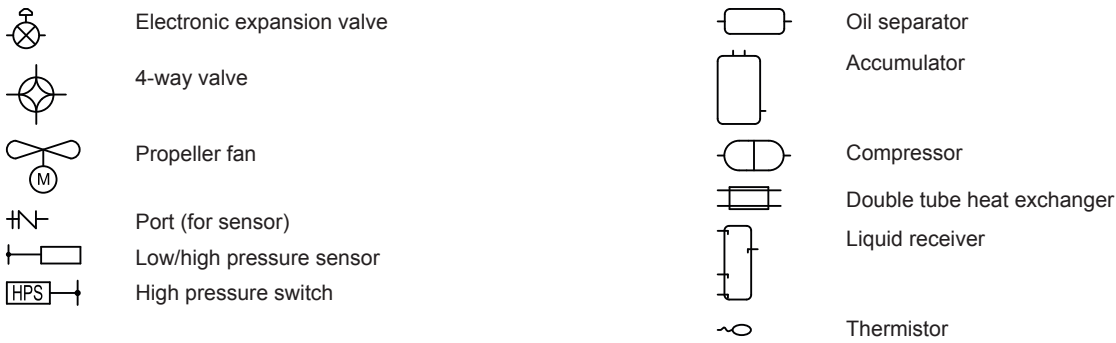 Electronic expansion valve
4-way valve
Propeller fan
M
Port (for sensor)
Low/high pressure sensor
HPS
High pressure switch
Oil separator
Accumulator
Compressor
Double tube heat exchanger
Liquid receiver
Thermistor